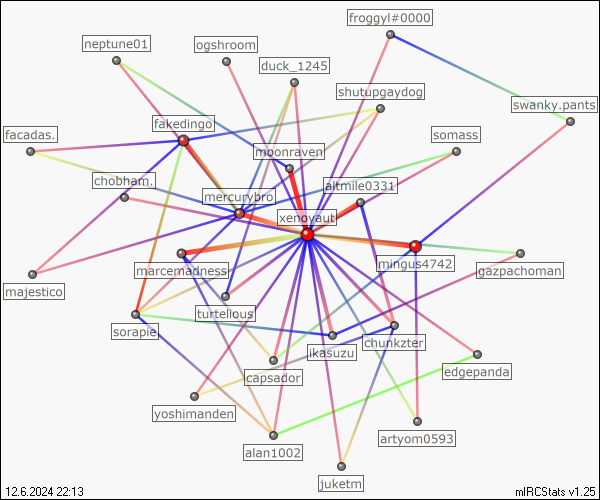 froggyl#0000
neptune01
ogshroom
duck_1245
shutupgaydog
swanky.pants
fakedingo
facadas.
somass
moonraven
chobham.
altmile0331
mercurybro
xenoyaut
mingus4742
marcemadness
gazpachoman
majestico
turtellous
sorapie
chunkzter
ikasuzu
capsador
edgepanda
yoshimanden
artyom0593
alan1002
juketm
12.6.2024 22:13
mIRCStats v1.25